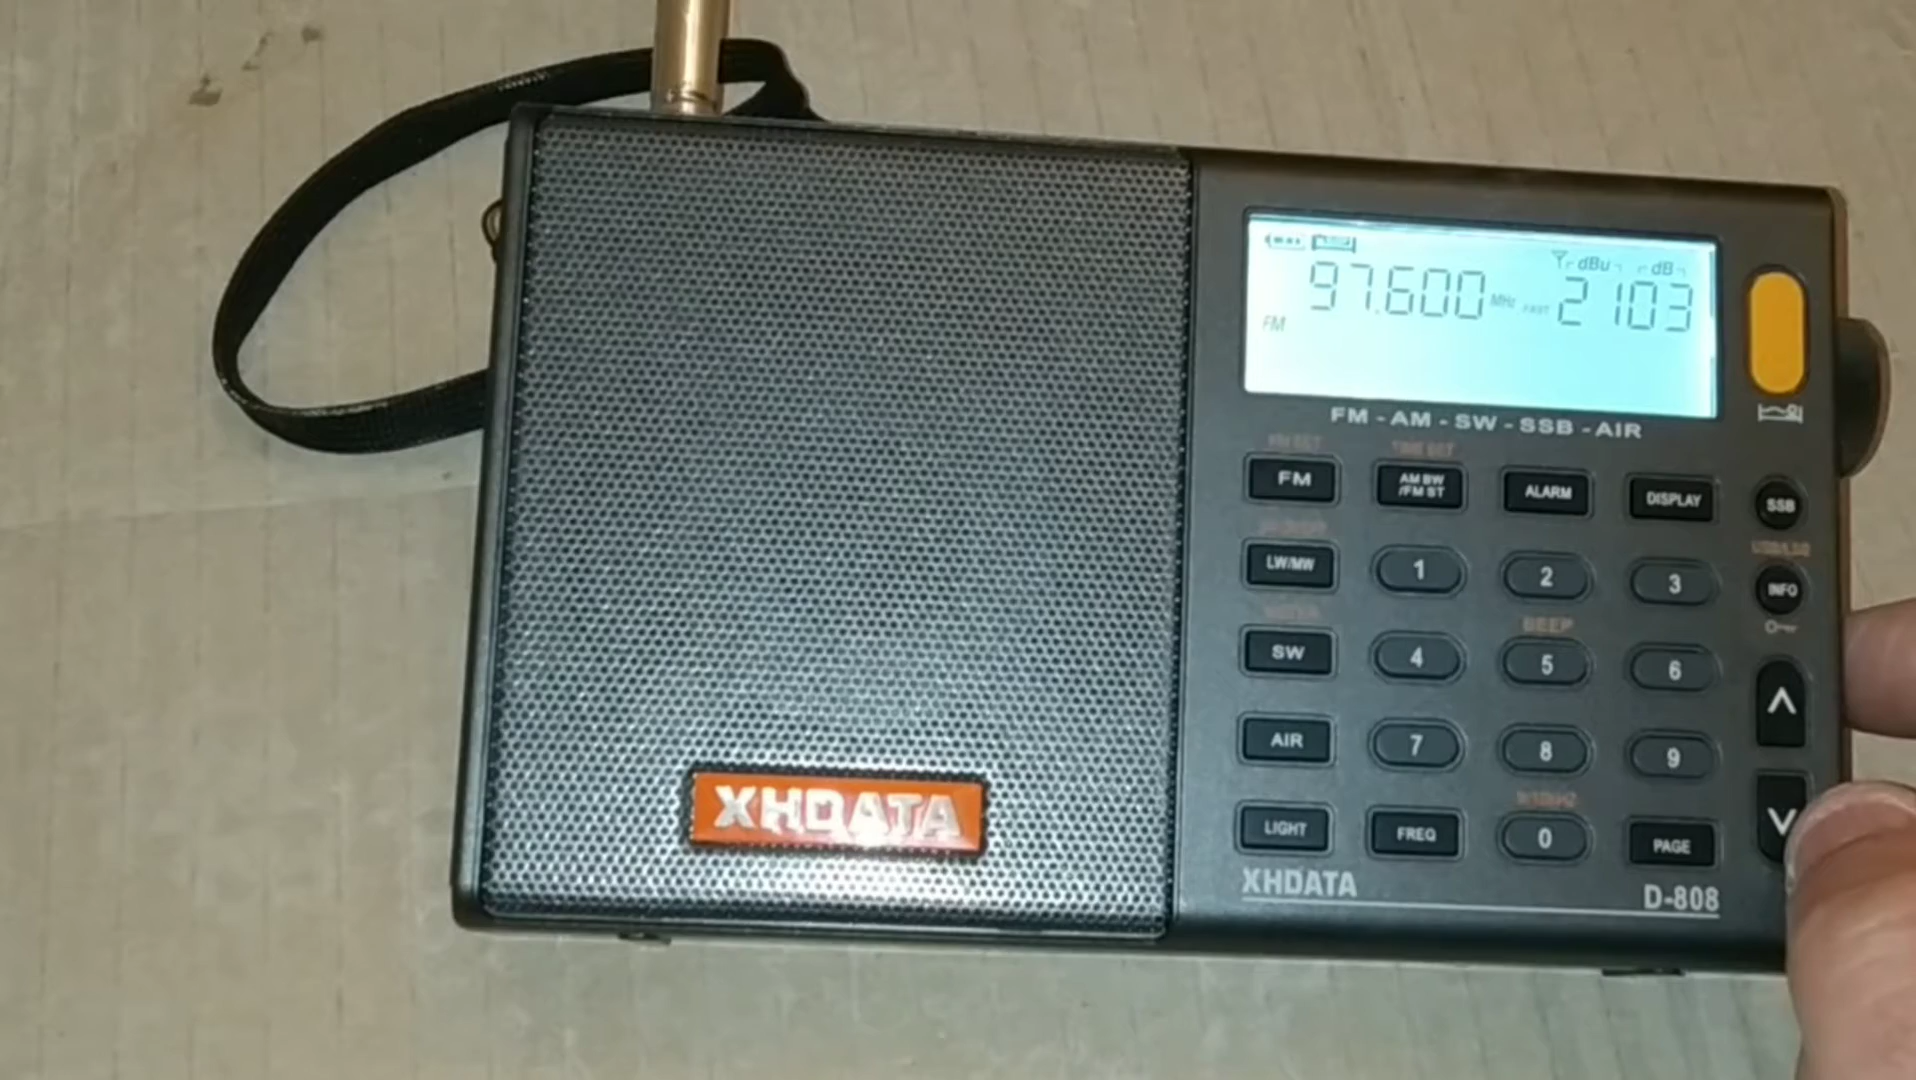 dBu dB
97.600 MHz FAST 2103
FM
FM - AM - SW - SSB - AIR
FM AM BW /FM ST ALARM DISPLAY SSB
LW/MW 1 2 3 INFO
BEEP
SW 4 5 6
AIR 7 8 9
LIGHT FREQ 0 PAGE
XHDATA
XHDATA D-808